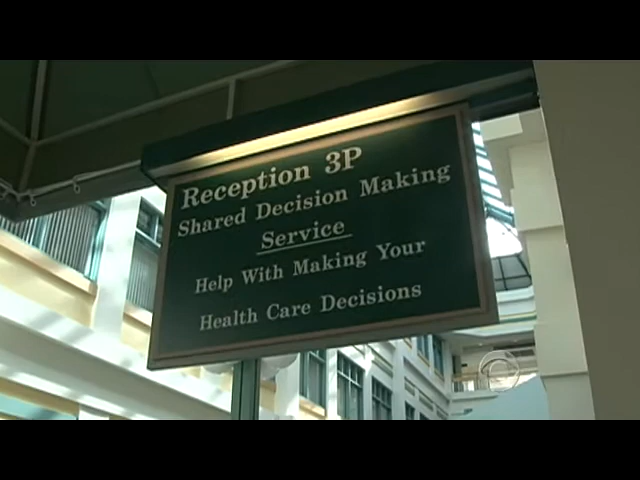 Reception 3P
Shared Decision Making
Service
Help With Making Your
Health Care Decisions